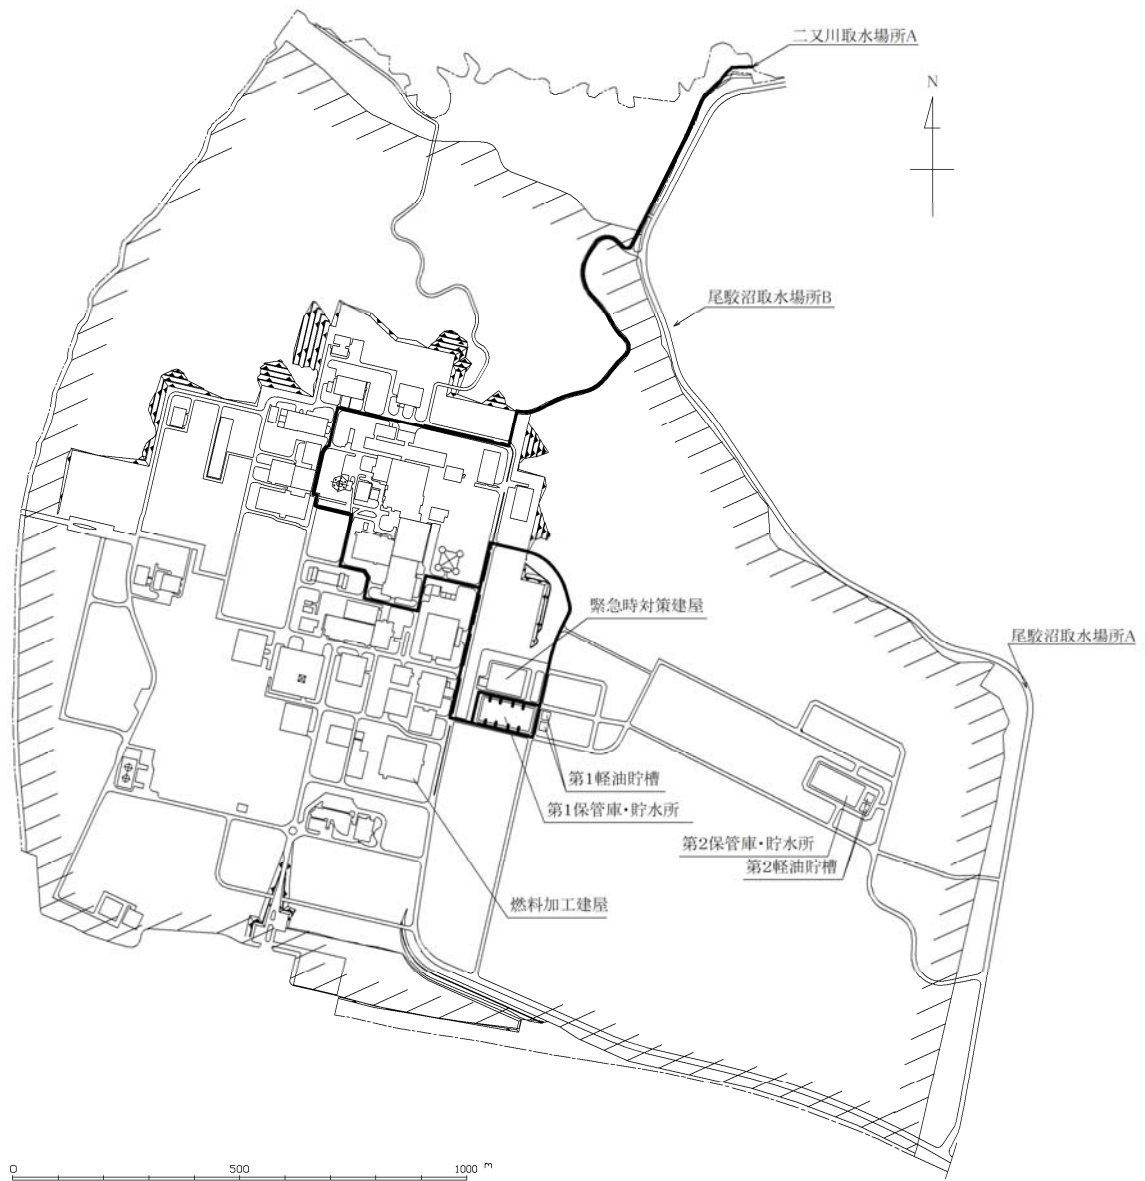 二又川取水場所A
N
尾駮沼取水場所B
緊急時対策建屋
尾駮沼取水場所A
第1軽油貯槽
第1保管庫・貯水所
第2保管庫・貯水所
第2軽油貯槽
燃料加工建屋
0 500 1000 m